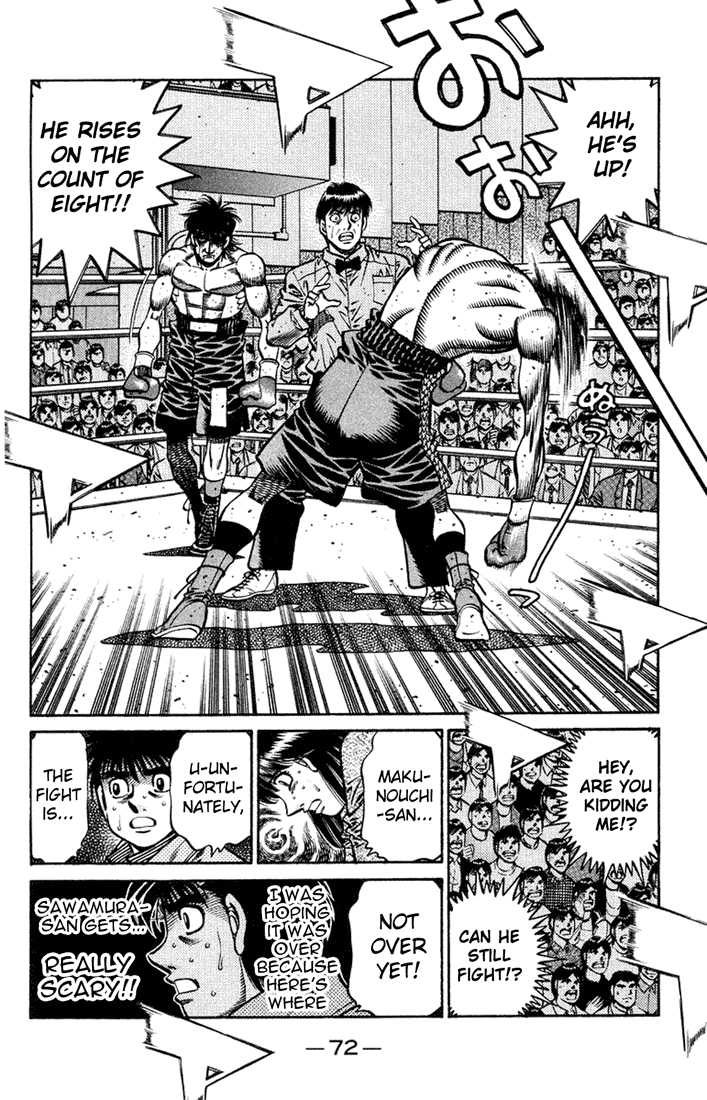 おお
おお
AHH,
HE'S
UP!
HE RISES
ON THE
COUNT OF
EIGHT!!
HEY,
ARE YOU
KIDDING
ME!?
CAN HE
STILL
FIGHT!?
MAKU-
NOUCHI
-SAN...
U-UN-
FORTU-
NATELY,
THE
FIGHT
IS...
NOT
OVER
YET!
I WAS
HOPING
IT WAS
OVER
BECAUSE
HERE'S
WHERE
SAWAMURA-
SAN GETS...
REALLY
SCARY!!
—72—